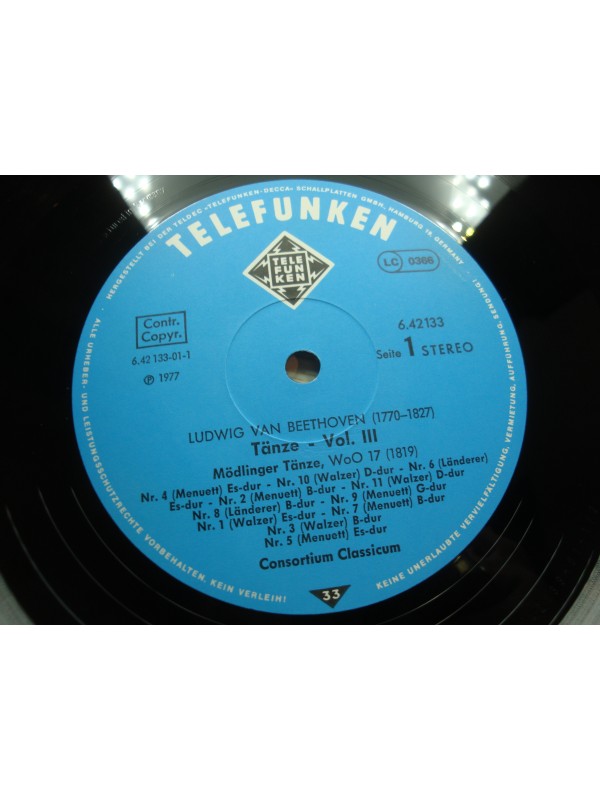 HERGESTELLT BEI DER TELDEC »TELEFUNKEN-DECCA« SCHALLPLATTEN GMBH, HAMBURG 76, GERMANY
TELEFUNKEN
TELE
FUN
KEN
LC 0366
Contr.
Copyr.
6.42 133-01-1
Ⓟ 1977
6.42133
Seite 1 STEREO
LUDWIG VAN BEETHOVEN (1770–1827)
Tänze - Vol. III
Mödlinger Tänze, WoO 17 (1819)
Nr. 4 (Menuett) Es-dur - Nr. 10 (Walzer) D-dur - Nr. 6 (Länderer)
Es-dur - Nr. 2 (Menuett) B-dur - Nr. 11 (Walzer) D-dur
Nr. 8 (Länderer) B-dur - Nr. 9 (Menuett) G-dur
Nr. 1 (Walzer) Es-dur - Nr. 7 (Menuett) B-dur
Nr. 3 (Walzer) B-dur
Nr. 5 (Menuett) Es-dur
Consortium Classicum
ALLE URHEBER- UND LEISTUNGSSCHUTZRECHTE VORBEHALTEN. KEIN VERLEIH!
33
KEINE UNERLAUBTE VERVIELFÄLTIGUNG, VERMIETUNG, AUFFÜHRUNG, SENDUNG!